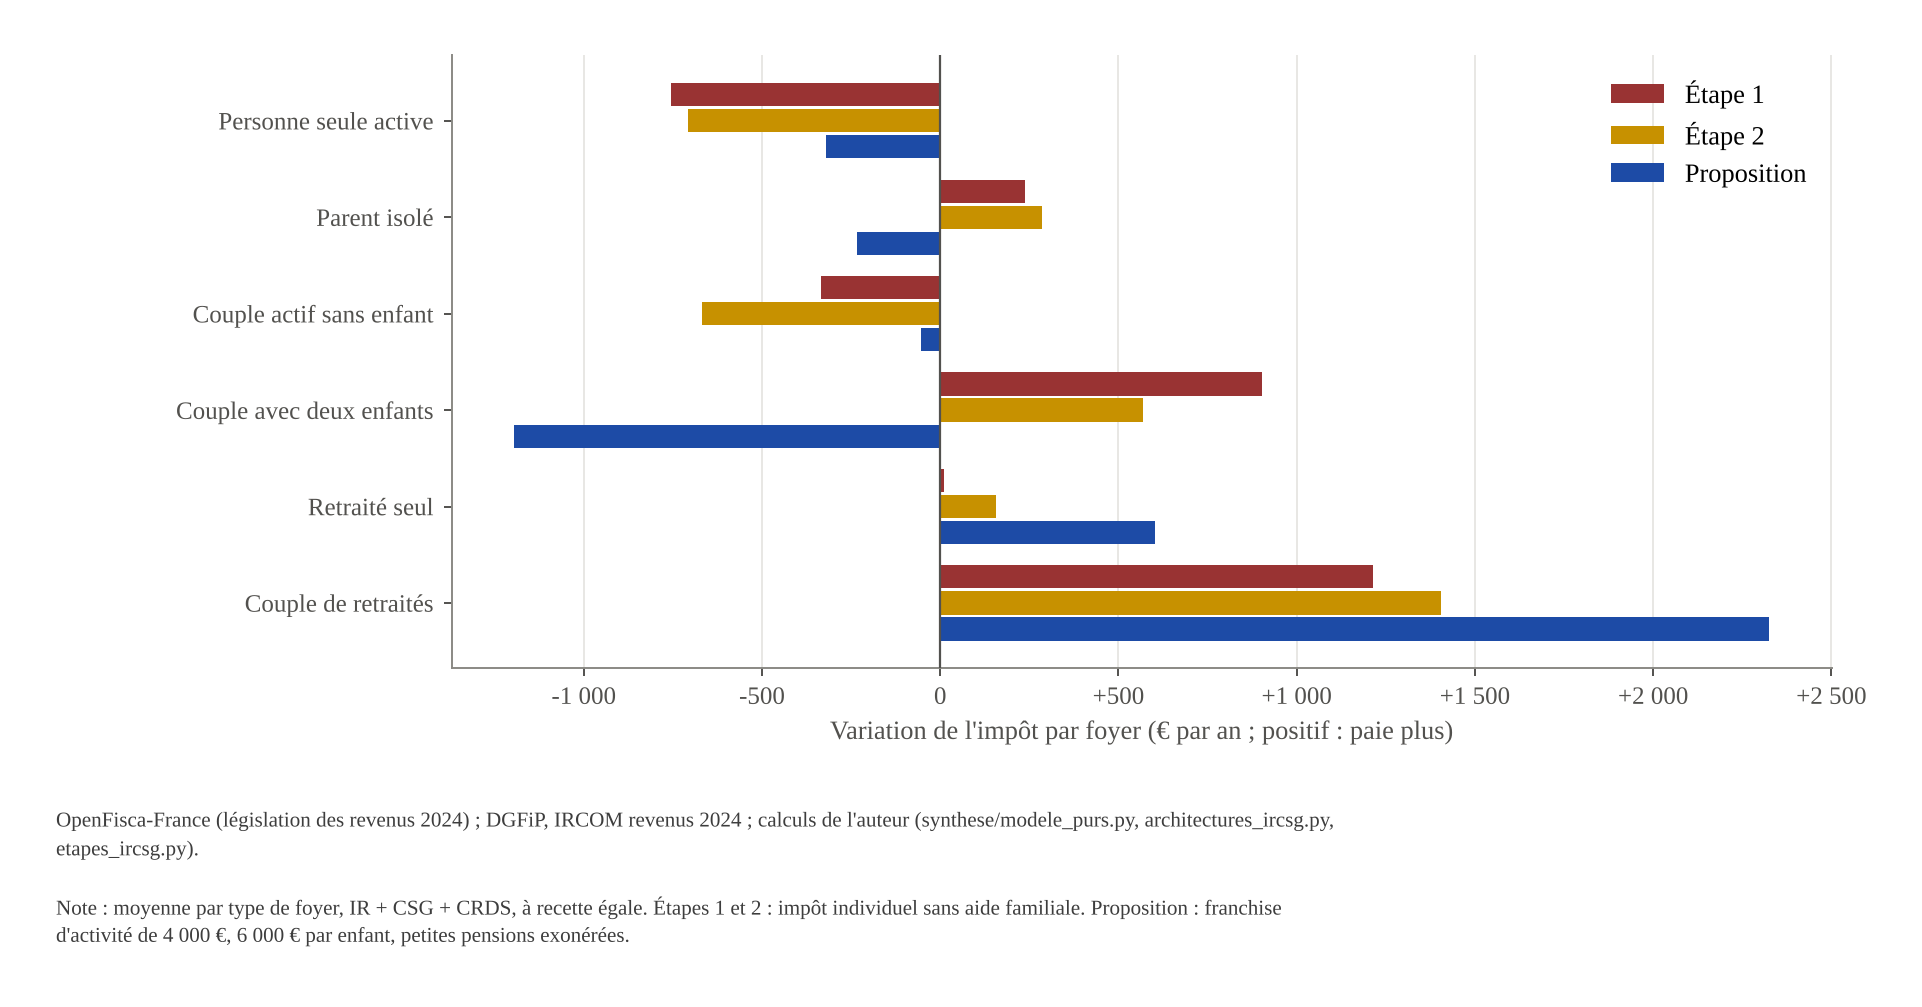 Étape 1
Étape 2
Proposition
Personne seule active
Parent isolé
Couple actif sans enfant
Couple avec deux enfants
Retraité seul
Couple de retraités
-1 000 -500 0 +500 +1 000 +1 500 +2 000 +2 500
Variation de l'impôt par foyer (€ par an ; positif : paie plus)
OpenFisca-France (législation des revenus 2024) ; DGFiP, IRCOM revenus 2024 ; calculs de l'auteur (synthese/modele_purs.py, architectures_ircsg.py,
etapes_ircsg.py).
Note : moyenne par type de foyer, IR + CSG + CRDS, à recette égale. Étapes 1 et 2 : impôt individuel sans aide familiale. Proposition : franchise
d'activité de 4 000 €, 6 000 € par enfant, petites pensions exonérées.